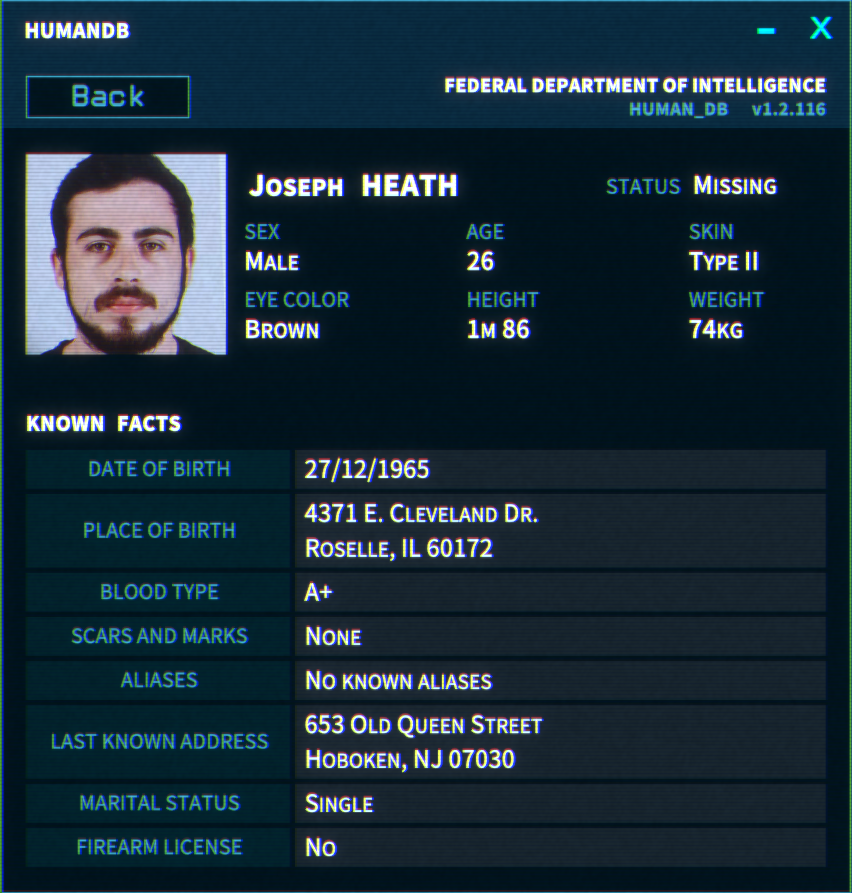 HUMANDB
– X
Back
FEDERAL DEPARTMENT OF INTELLIGENCE
HUMAN_DB v1.2.116
JOSEPH HEATH
STATUS MISSING
SEX AGE SKIN
MALE 26 TYPE II
EYE COLOR HEIGHT WEIGHT
BROWN 1M 86 74KG
KNOWN FACTS
DATE OF BIRTH 27/12/1965
PLACE OF BIRTH 4371 E. CLEVELAND DR.
ROSELLE, IL 60172
BLOOD TYPE A+
SCARS AND MARKS NONE
ALIASES NO KNOWN ALIASES
LAST KNOWN ADDRESS 653 OLD QUEEN STREET
HOBOKEN, NJ 07030
MARITAL STATUS SINGLE
FIREARM LICENSE NO